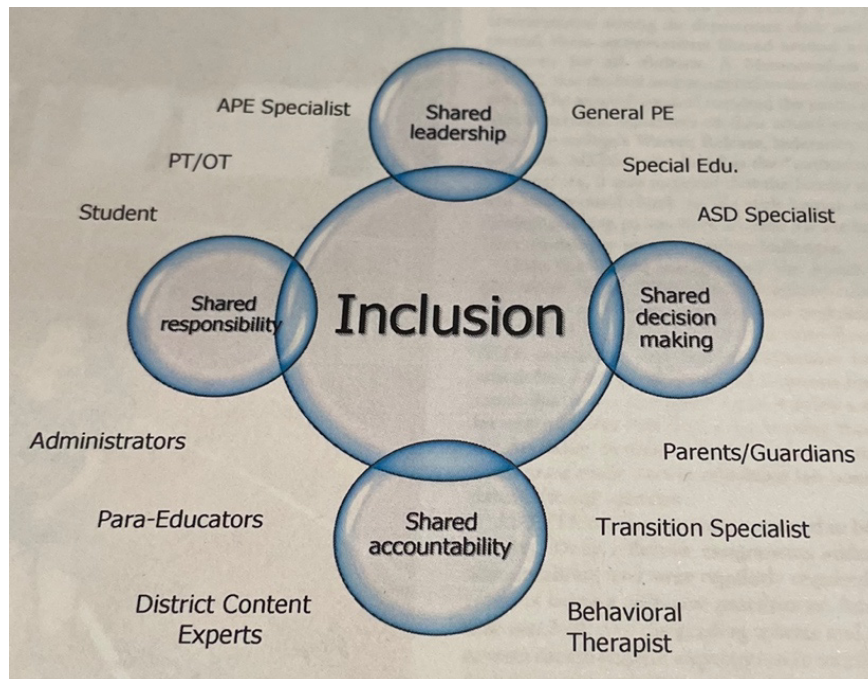 APE Specialist
Shared
leadership
General PE
PT/OT
Special Edu.
Student
ASD Specialist
Shared
responsibility
Inclusion
Shared
decision
making
Administrators
Parents/Guardians
Para-Educators
Shared
accountability
Transition Specialist
District Content
Experts
Behavioral
Therapist